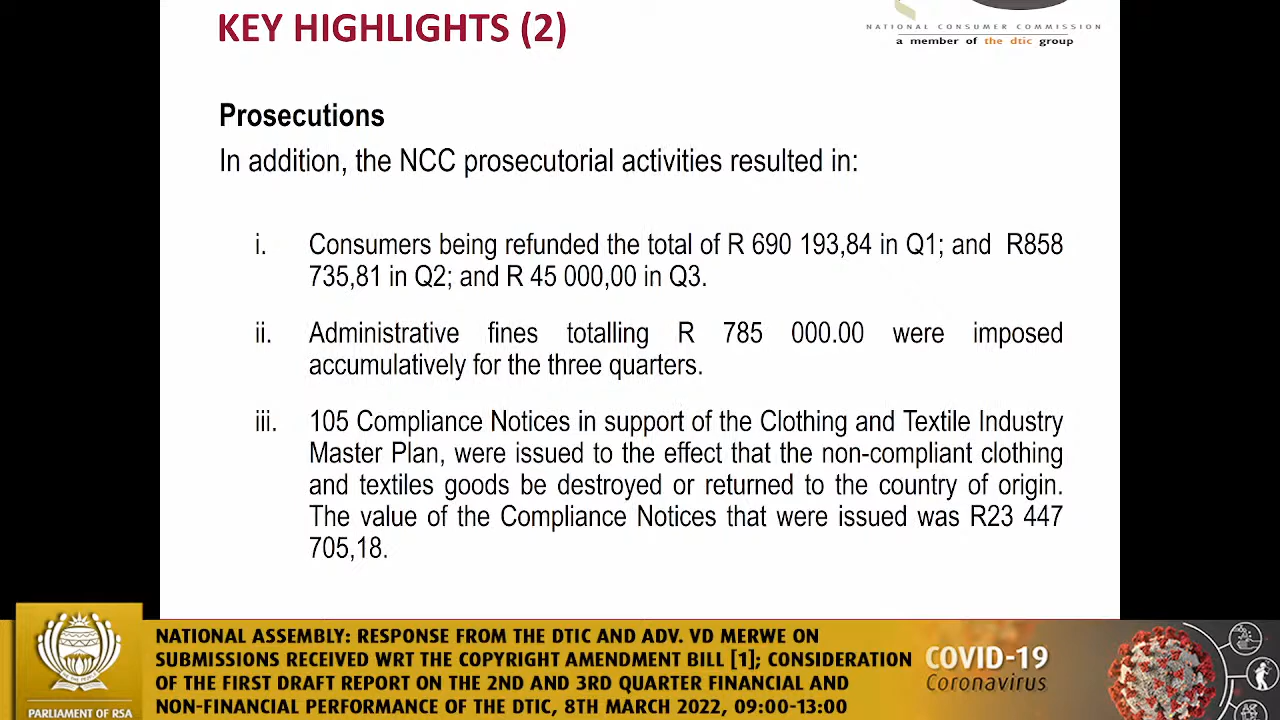 KEY HIGHLIGHTS (2)
NATIONAL CONSUMER COMMISSION
a member of the dtic group
Prosecutions
In addition, the NCC prosecutorial activities resulted in:
i. Consumers being refunded the total of R 690 193,84 in Q1; and R858
735,81 in Q2; and R 45 000,00 in Q3.
ii. Administrative fines totalling R 785 000.00 were imposed
accumulatively for the three quarters.
iii. 105 Compliance Notices in support of the Clothing and Textile Industry
Master Plan, were issued to the effect that the non-compliant clothing
and textiles goods be destroyed or returned to the country of origin.
The value of the Compliance Notices that were issued was R23 447
705,18.
PARLIAMENT OF RSA
NATIONAL ASSEMBLY: RESPONSE FROM THE DTIC AND ADV. VD MERWE ON
SUBMISSIONS RECEIVED WRT THE COPYRIGHT AMENDMENT BILL [1]; CONSIDERATION
OF THE FIRST DRAFT REPORT ON THE 2ND AND 3RD QUARTER FINANCIAL AND
NON-FINANCIAL PERFORMANCE OF THE DTIC, 8TH MARCH 2022, 09:00-13:00
COVID-19
Coronavirus